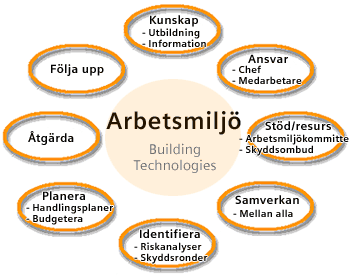 Kunskap
- Utbildning
- Information
Ansvar
- Chef
- Medarbetare
Stöd/resurs
- Arbetsmiljökommitte
- Skyddsombud
Samverkan
- Mellan alla
Identifiera
- Riskanalyser
- Skyddsronder
Planera
- Handlingsplaner
- Budgetera
Åtgärda
Följa upp
Arbetsmiljö
Building
Technologies